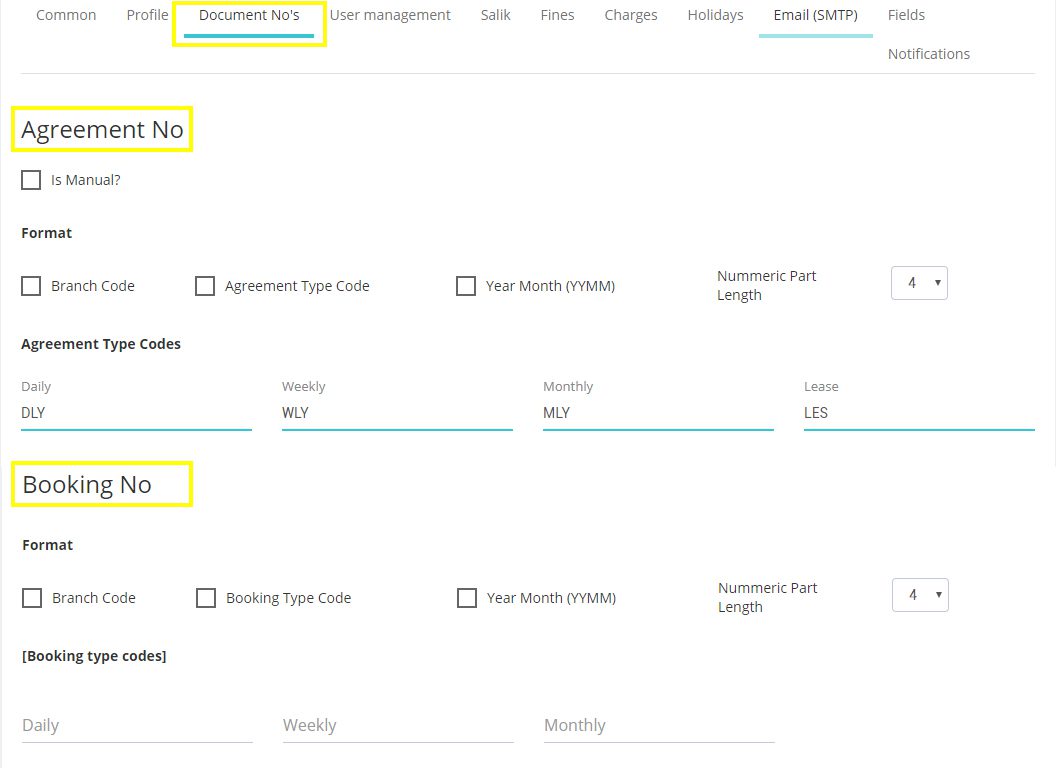 Common Profile Document No's User management Salik Fines Charges Holidays Email (SMTP) Fields
Notifications
Agreement No
Is Manual?
Format
Branch Code Agreement Type Code Year Month (YYMM) Nummeric Part
Length 4
Agreement Type Codes
Daily Weekly Monthly Lease
DLY WLY MLY LES
Booking No
Format
Branch Code Booking Type Code Year Month (YYMM) Nummeric Part
Length 4
[Booking type codes]
Daily Weekly Monthly